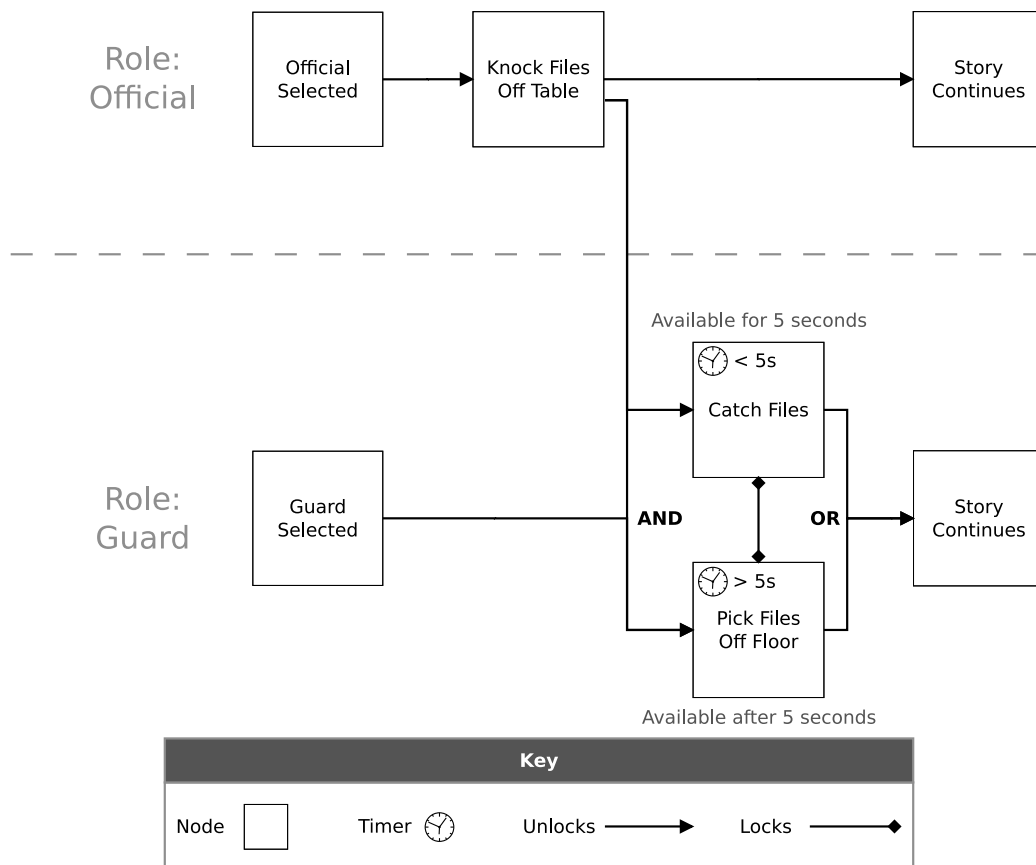 Role:
Official
Official
Selected
Knock Files
Off Table
Story
Continues
Available for 5 seconds
< 5s
Catch Files
Role:
Guard
Guard
Selected
AND
OR
Story
Continues
> 5s
Pick Files
Off Floor
Available after 5 seconds
Key
Node
Timer
Unlocks
Locks